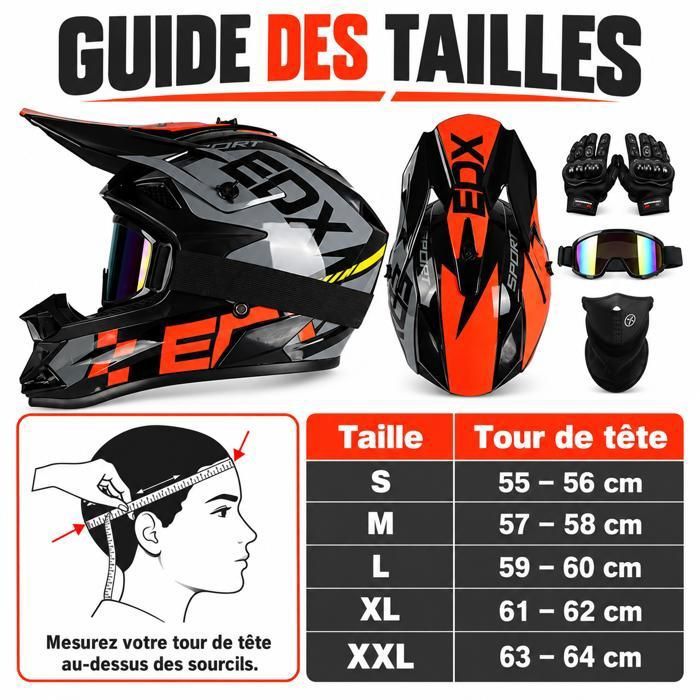 GUIDE DES TAILLES
SPORT
EDX
EDX
EDX
SPORT
SPORT
Taille Tour de tête
S 55 – 56 cm
M 57 – 58 cm
L 59 – 60 cm
XL 61 – 62 cm
XXL 63 – 64 cm
Mesurez votre tour de tête
au-dessus des sourcils.